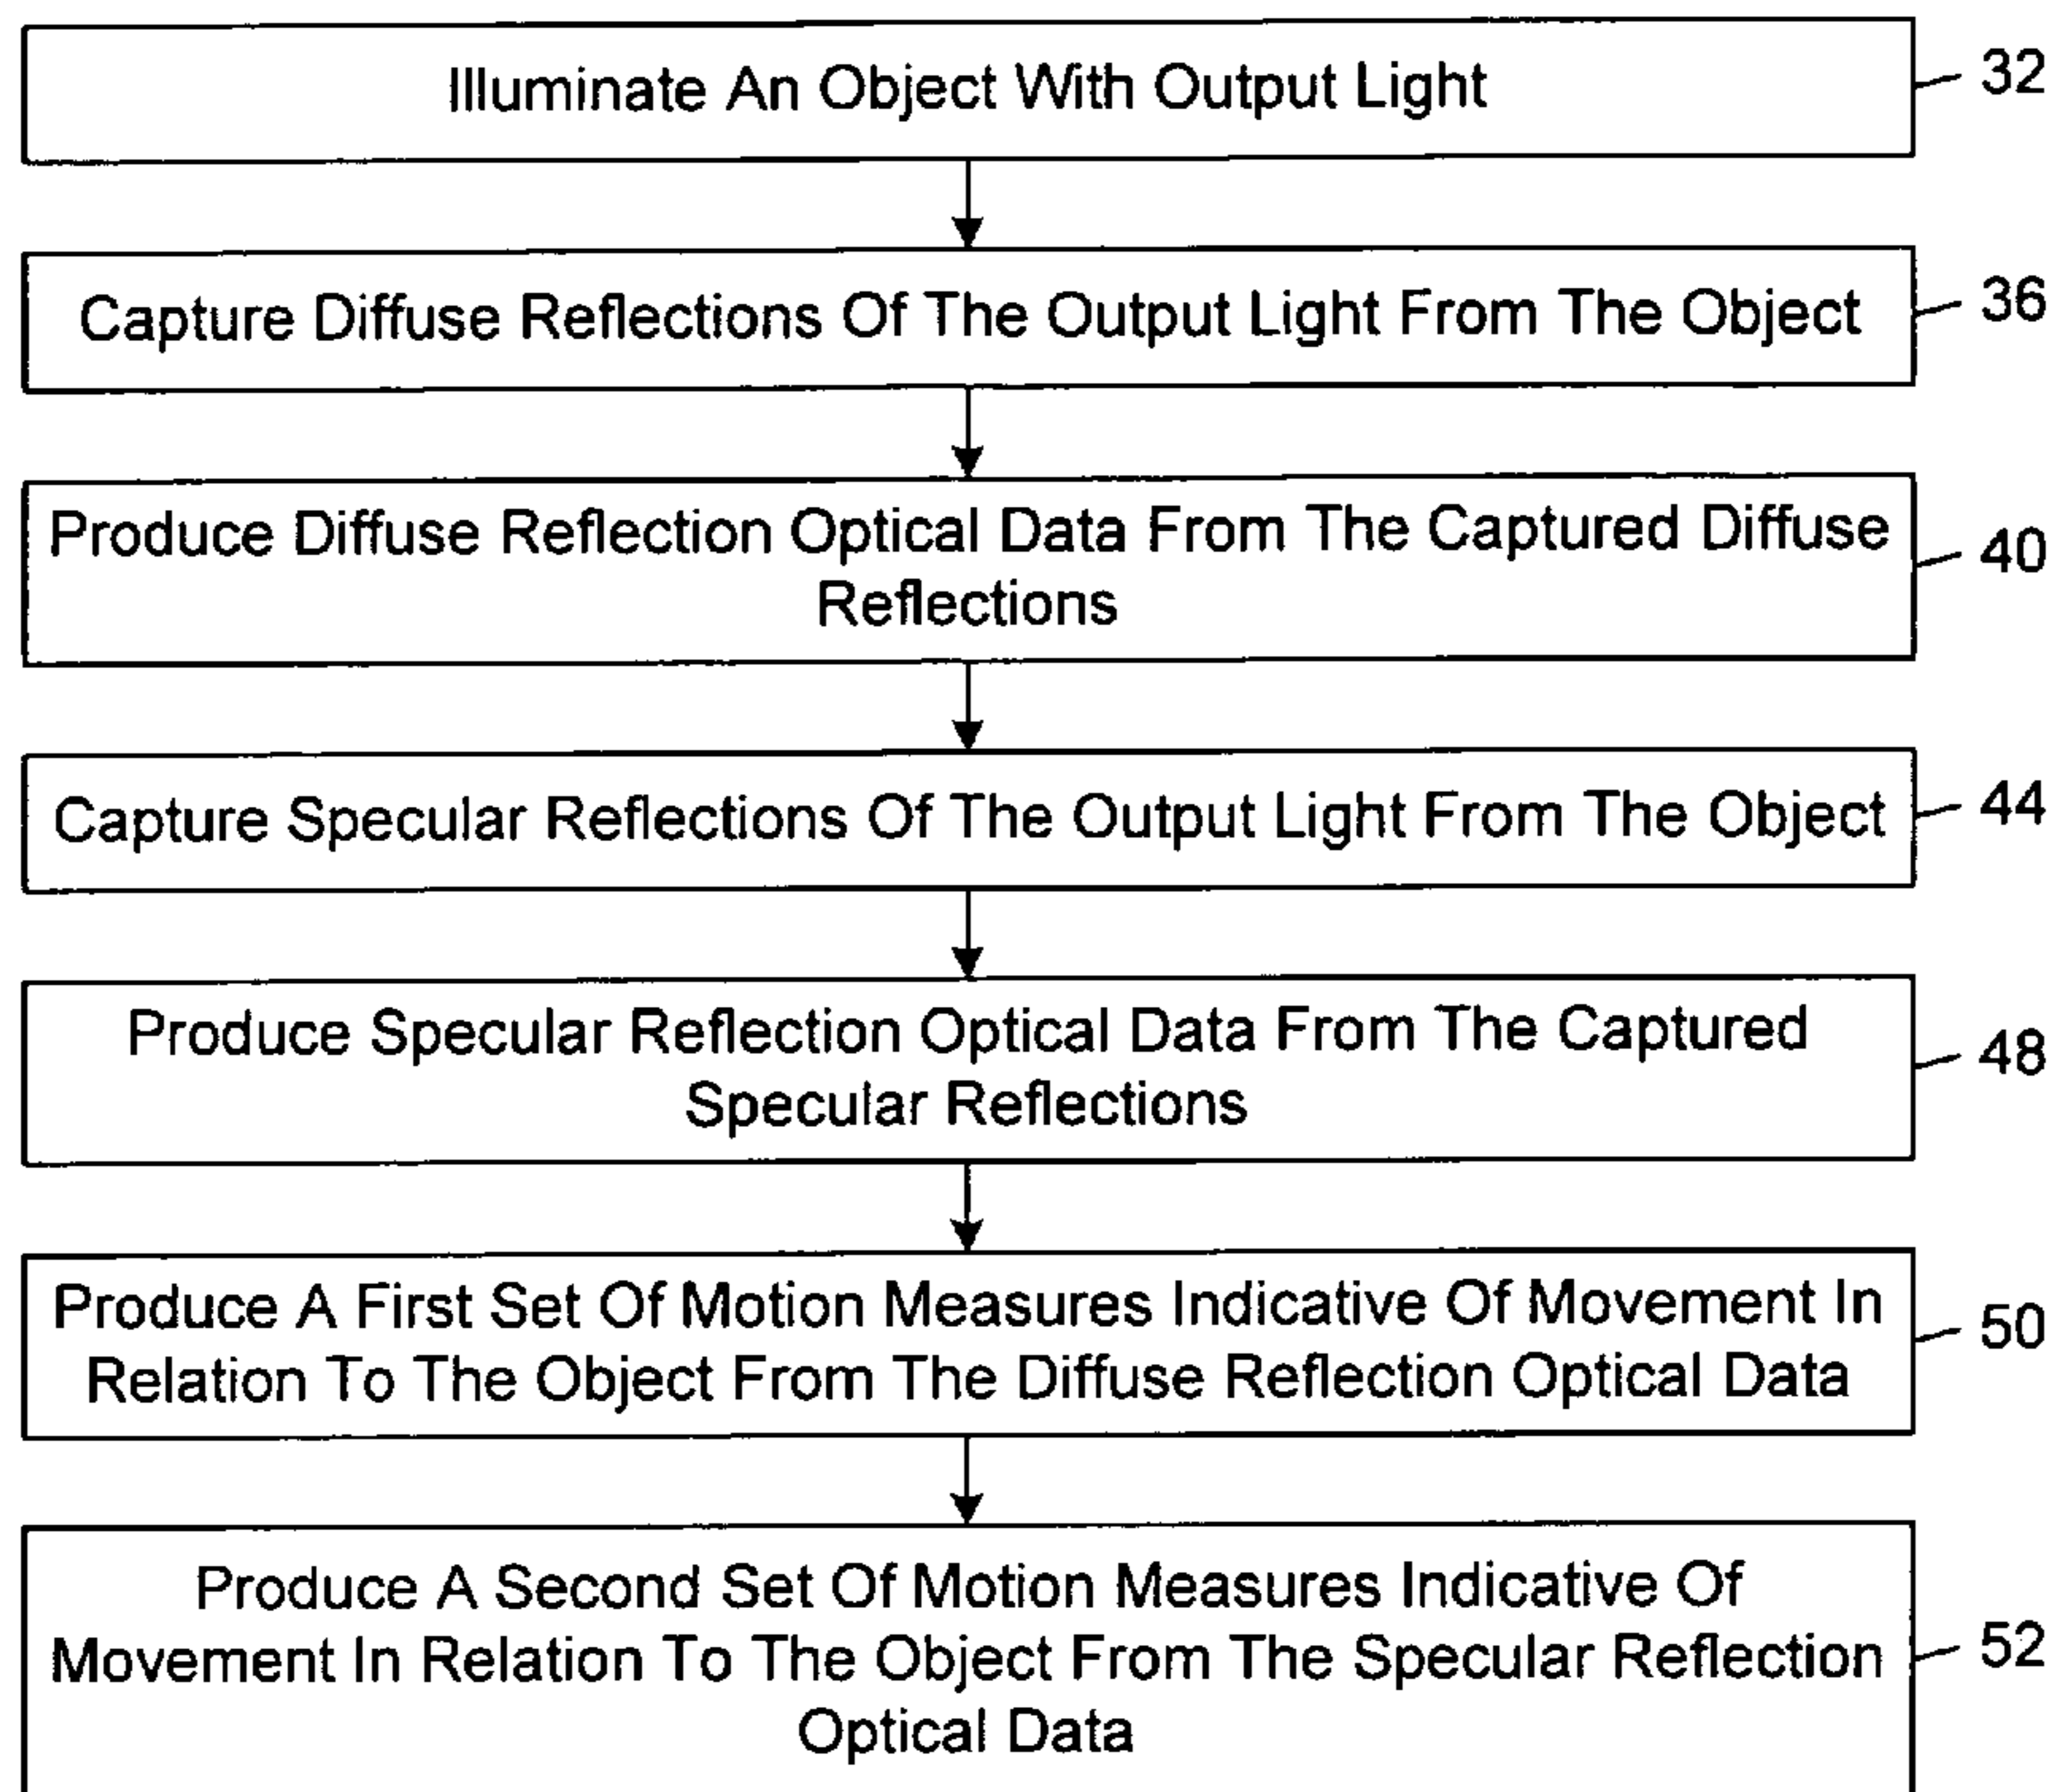 Illuminate An Object With Output Light
32
Capture Diffuse Reflections Of The Output Light From The Object
36
Produce Diffuse Reflection Optical Data From The Captured Diffuse
Reflections
40
Capture Specular Reflections Of The Output Light From The Object
44
Produce Specular Reflection Optical Data From The Captured
Specular Reflections
48
Produce A First Set Of Motion Measures Indicative Of Movement In
Relation To The Object From The Diffuse Reflection Optical Data
50
Produce A Second Set Of Motion Measures Indicative Of
Movement In Relation To The Object From The Specular Reflection
Optical Data
52